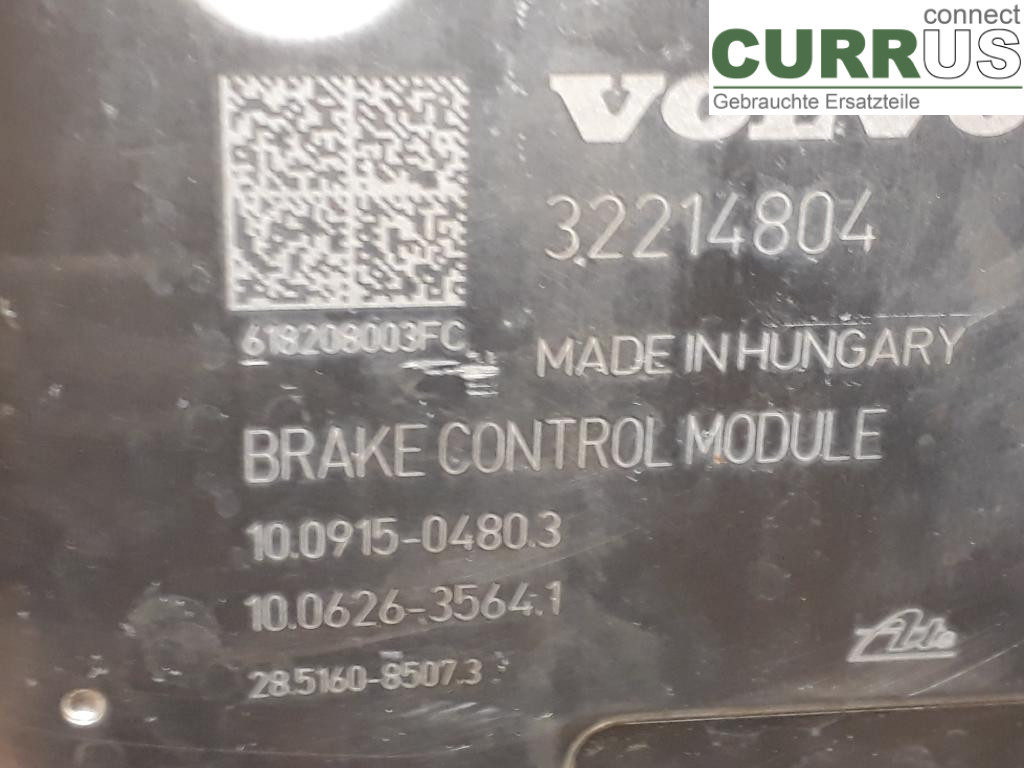 connect
CURRUS
Gebrauchte Ersatzteile
VOLVO
32214804
618208003FC
MADE IN HUNGARY
BRAKE CONTROL MODULE
10.0915-0480.3
10.0626-3564.1
28.5160-8507.3
Ate